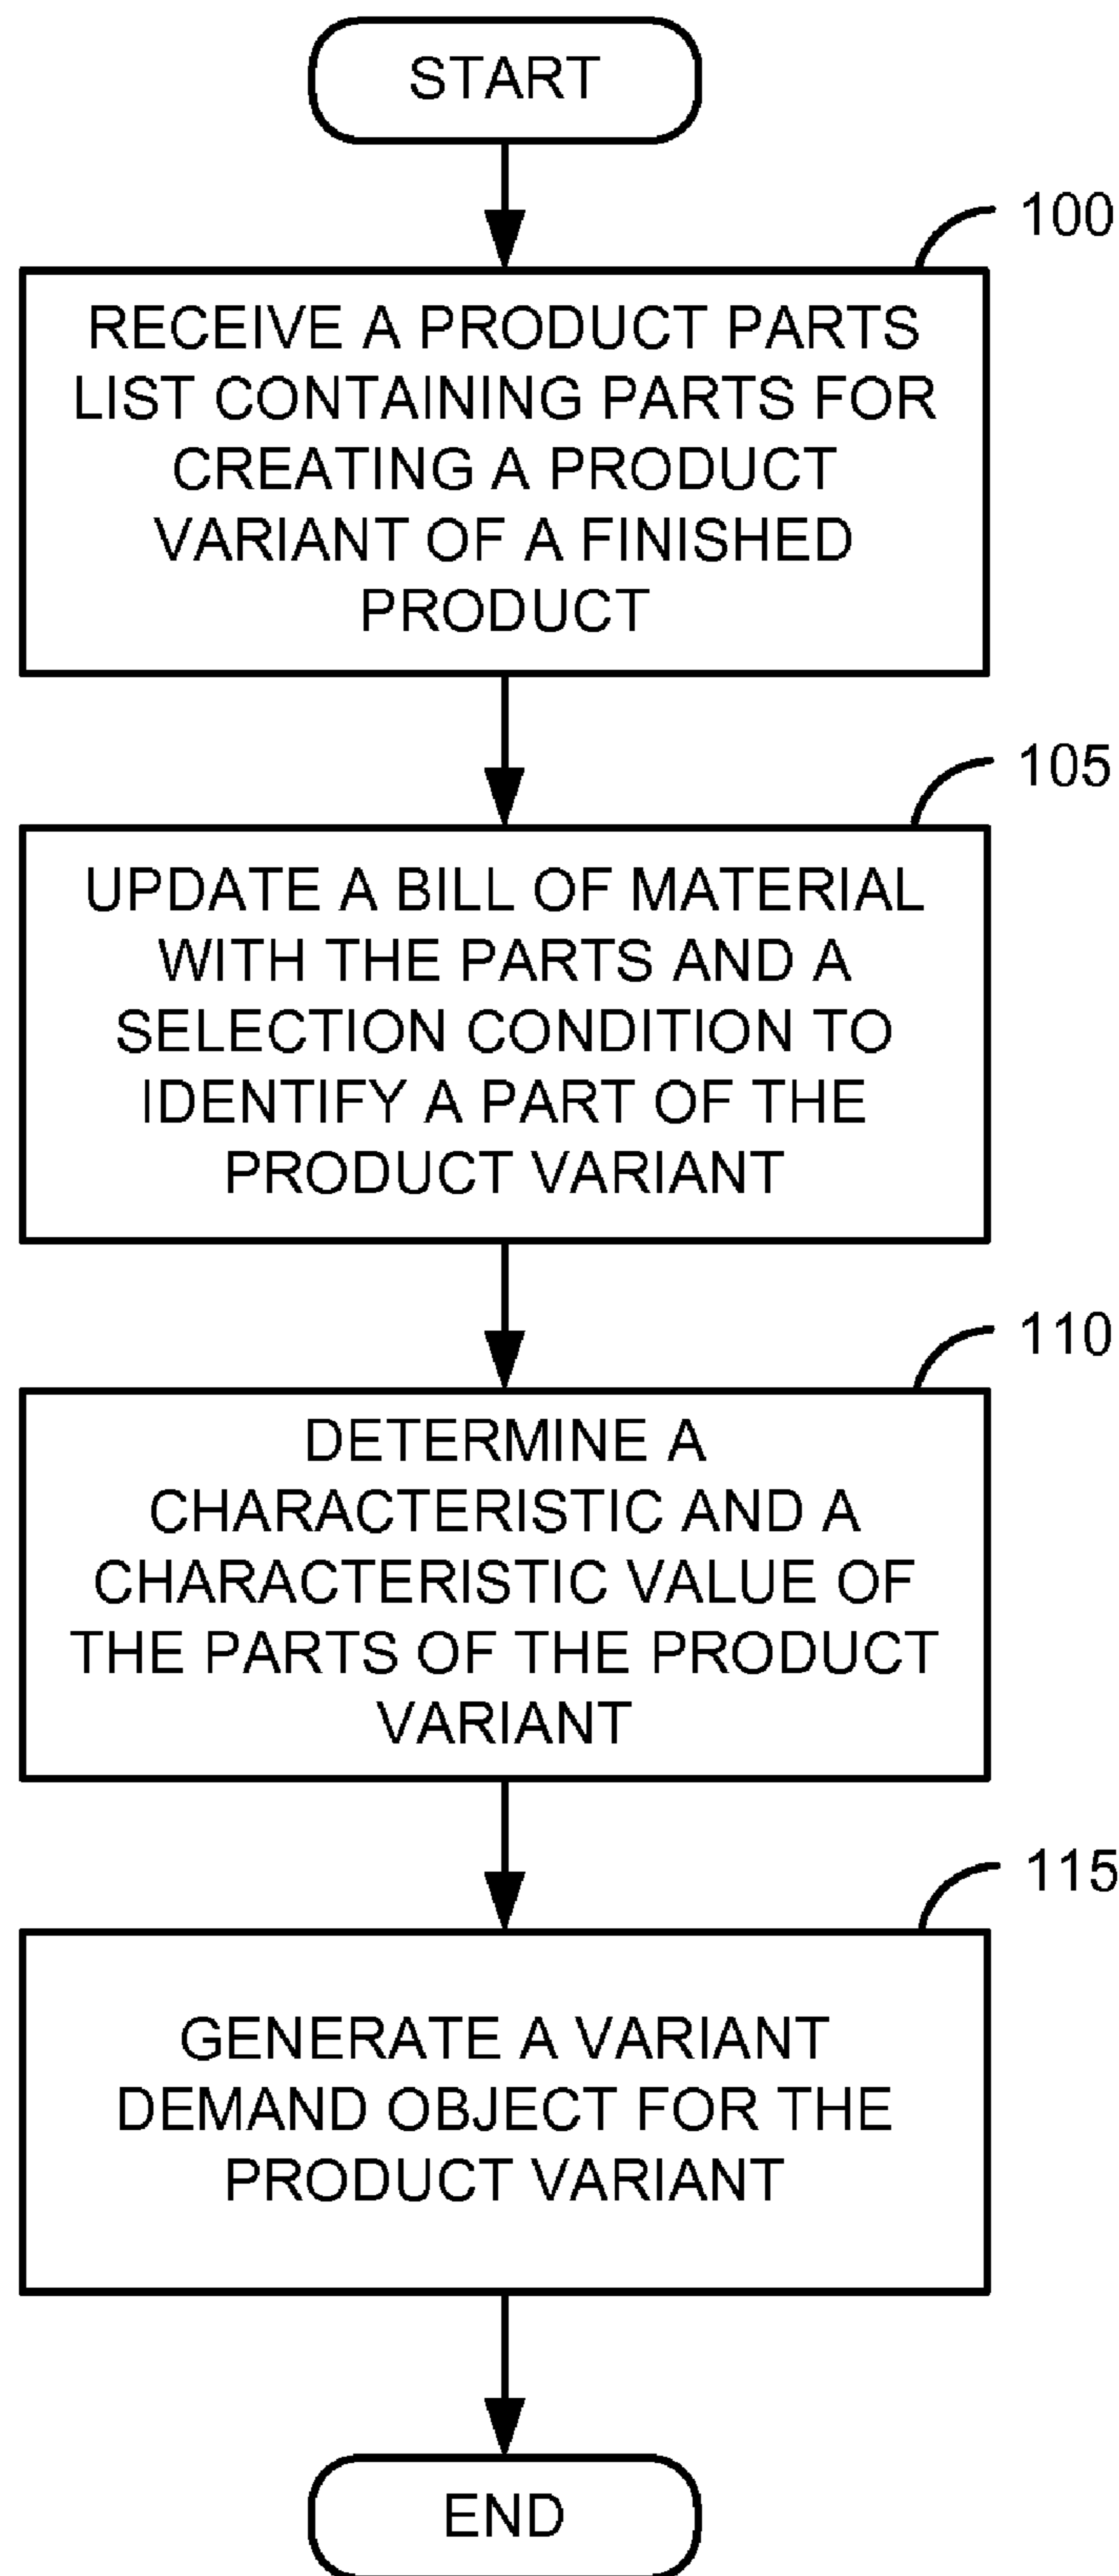 START
100
RECEIVE A PRODUCT PARTS
LIST CONTAINING PARTS FOR
CREATING A PRODUCT
VARIANT OF A FINISHED
PRODUCT
105
UPDATE A BILL OF MATERIAL
WITH THE PARTS AND A
SELECTION CONDITION TO
IDENTIFY A PART OF THE
PRODUCT VARIANT
110
DETERMINE A
CHARACTERISTIC AND A
CHARACTERISTIC VALUE OF
THE PARTS OF THE PRODUCT
VARIANT
115
GENERATE A VARIANT
DEMAND OBJECT FOR THE
PRODUCT VARIANT
END